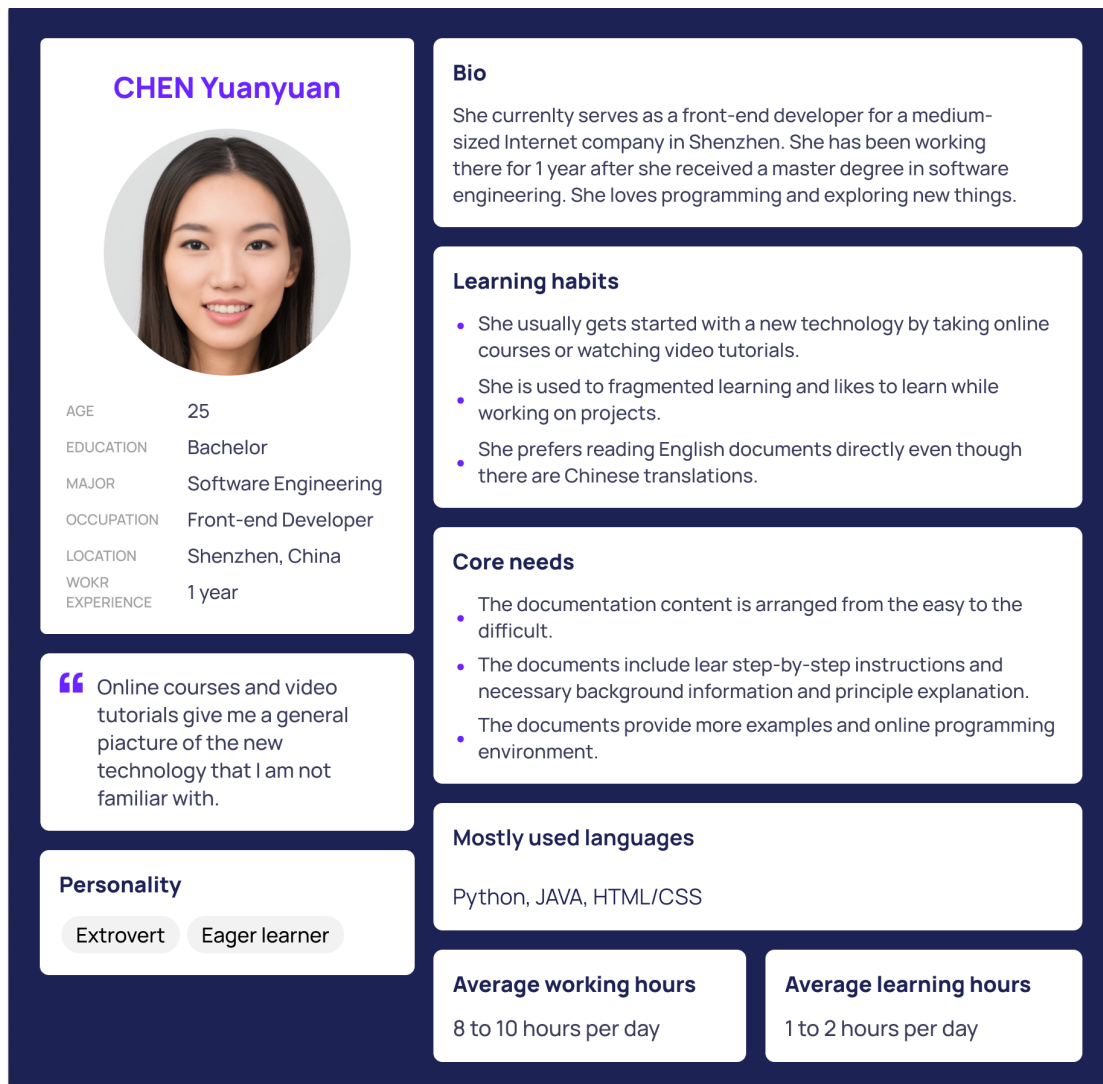 CHEN Yuanyuan
AGE 25
EDUCATION Bachelor
MAJOR Software Engineering
OCCUPATION Front-end Developer
LOCATION Shenzhen, China
WOKR
EXPERIENCE 1 year
Online courses and video
tutorials give me a general
piacture of the new
technology that I am not
familiar with.
Personality
Extrovert Eager learner
Bio
She currenlty serves as a front-end developer for a medium-
sized Internet company in Shenzhen. She has been working
there for 1 year after she received a master degree in software
engineering. She loves programming and exploring new things.
Learning habits
• She usually gets started with a new technology by taking online
courses or watching video tutorials.
• She is used to fragmented learning and likes to learn while
working on projects.
• She prefers reading English documents directly even though
there are Chinese translations.
Core needs
• The documentation content is arranged from the easy to the
difficult.
• The documents include lear step-by-step instructions and
necessary background information and principle explanation.
• The documents provide more examples and online programming
environment.
Mostly used languages
Python, JAVA, HTML/CSS
Average working hours
8 to 10 hours per day
Average learning hours
1 to 2 hours per day